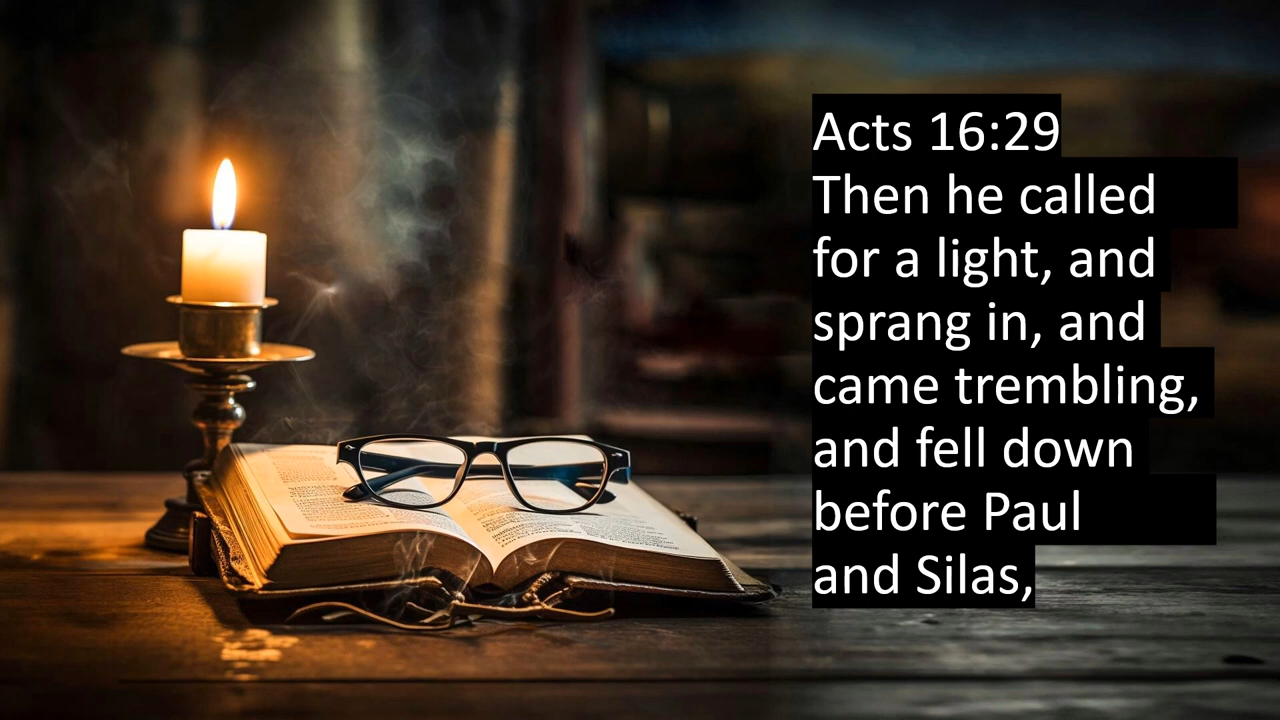 Acts 16:29
Then he called
for a light, and
sprang in, and
came trembling,
and fell down
before Paul
and Silas,